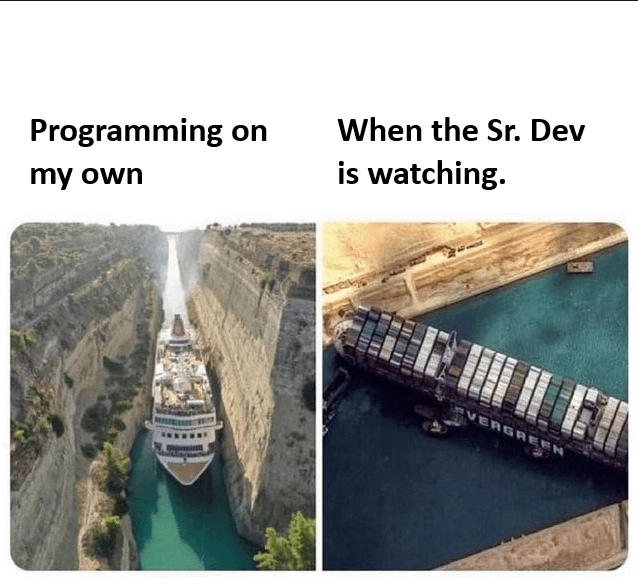 Programming on
my own
When the Sr. Dev
is watching.
EVERGREEN